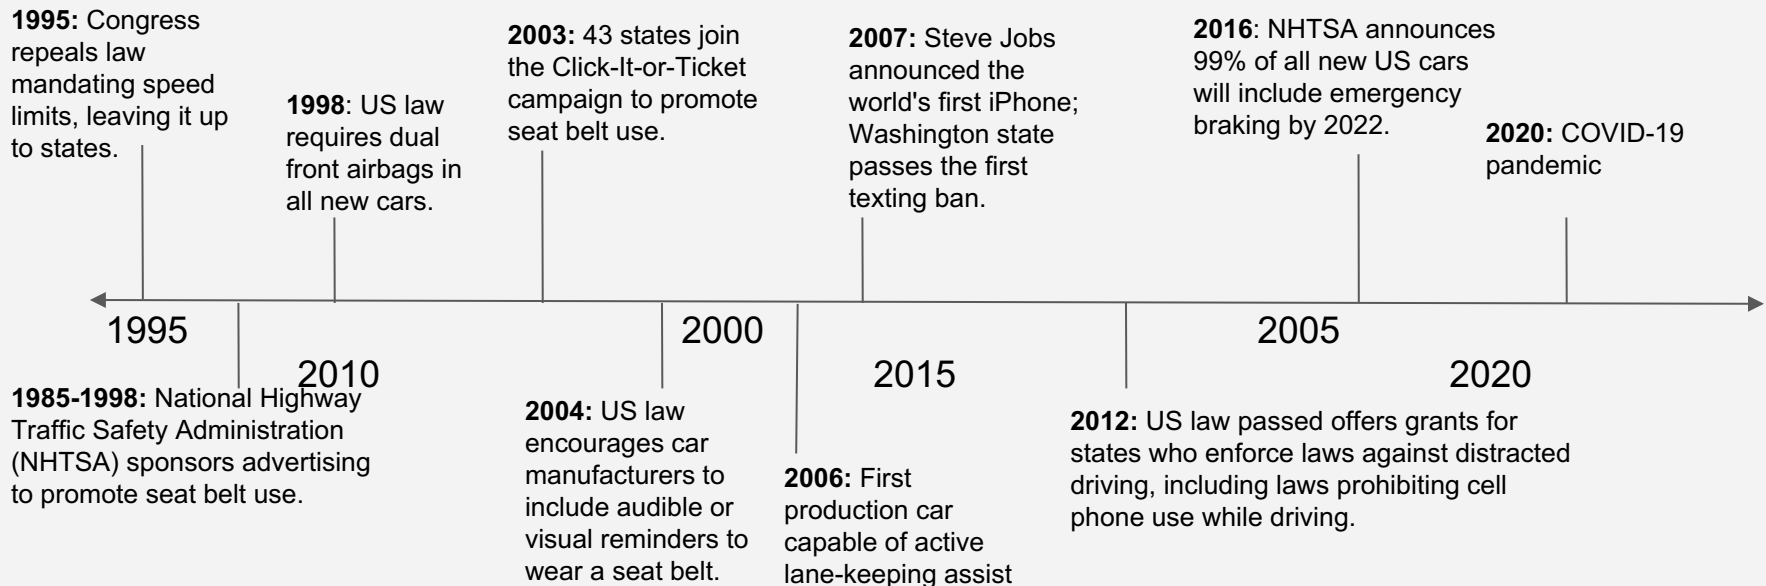 1995: Congress
repeals law
mandating speed
limits, leaving it up
to states.
1998: US law
requires dual
front airbags in
all new cars.
2003: 43 states join
the Click-It-or-Ticket
campaign to promote
seat belt use.
2007: Steve Jobs
announced the
world's first iPhone;
Washington state
passes the first
texting ban.
2016: NHTSA announces
99% of all new US cars
will include emergency
braking by 2022.
2020: COVID-19
pandemic
1995
2000
2005
2010
2015
2020
1985-1998: National Highway
Traffic Safety Administration
(NHTSA) sponsors advertising
to promote seat belt use.
2004: US law
encourages car
manufacturers to
include audible or
visual reminders to
wear a seat belt.
2006: First
production car
capable of active
lane-keeping assist
2012: US law passed offers grants for
states who enforce laws against distracted
driving, including laws prohibiting cell
phone use while driving.